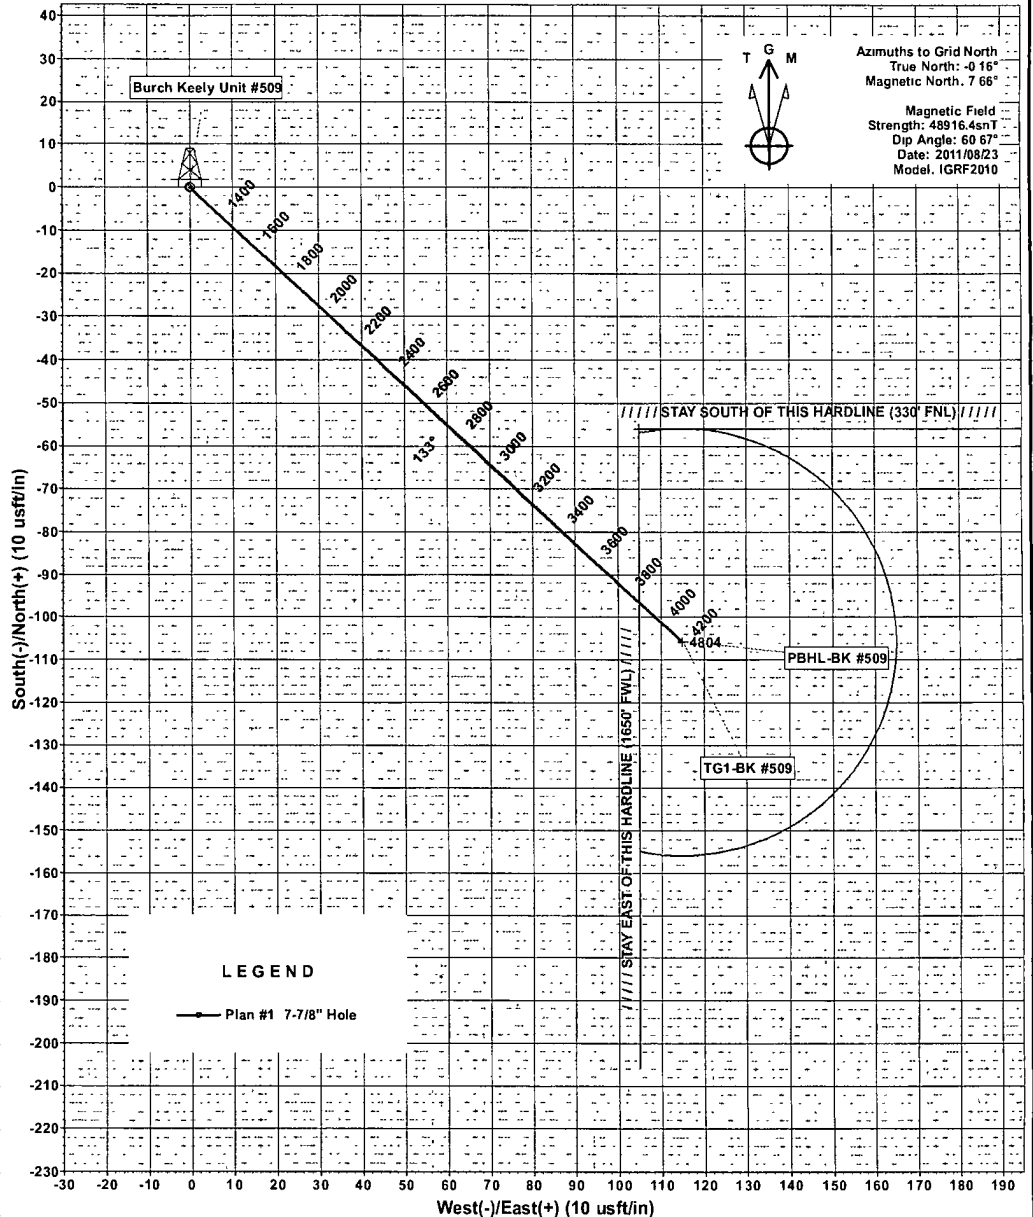 40
30
20
10
0
-10
-20
-30
-40
-50
-60
-70
-80
-90
-100
-110
-120
-130
-140
-150
-160
-170
-180
-190
-200
-210
-220
-230
South(-)/North(+) (10 usft/in)
Burch Keely Unit #509
T G M
Azimuths to Grid North
True North: -0 16°
Magnetic North. 7 66°
Magnetic Field
Strength: 48916.4snT
Dip Angle: 60 67°
Date: 2011/08/23
Model. IGRF2010
1400
1600
1800
2000
2200
2400
2600
2800
3000
3200
3400
3600
3800
4000
4200
4804
133°
/////STAY SOUTH OF THIS HARDLINE (330' FNL) /////
///// STAY EAST OF THIS HARDLINE (1650' FWL) /////
PBHL-BK #509
TG1-BK #509
LEGEND
Plan #1 7-7/8" Hole
-30 -20 -10 0 10 20 30 40 50 60 70 80 90 100 110 120 130 140 150 160 170 180 190
West(-)/East(+) (10 usft/in)